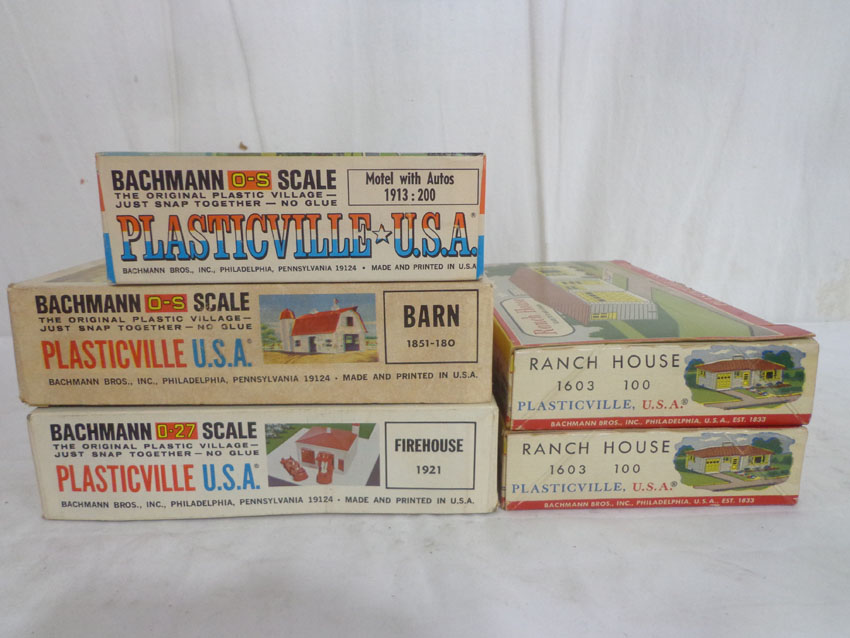 BACHMANN O-S SCALE
THE ORIGINAL PLASTIC VILLAGE—
JUST SNAP TOGETHER — NO GLUE
Motel with Autos
1913 : 200
PLASTICVILLE☆U.S.A.®
BACHMANN BROS., INC., PHILADELPHIA, PENNSYLVANIA 19124 • MADE AND PRINTED IN U.S.A
BACHMANN O-S SCALE
THE ORIGINAL PLASTIC VILLAGE—
JUST SNAP TOGETHER — NO GLUE
PLASTICVILLE U.S.A.®
BARN
1851-180
BACHMANN BROS., INC., PHILADELPHIA, PENNSYLVANIA 19124 • MADE AND PRINTED IN U.S.A.
BACHMANN O-27 SCALE
THE ORIGINAL PLASTIC VILLAGE—
JUST SNAP TOGETHER — NO GLUE
PLASTICVILLE U.S.A.®
FIREHOUSE
1921
BACHMANN BROS., INC., PHILADELPHIA, PENNSYLVANIA 19124 • MADE AND PRINTED IN U.S.A.
Ranch House
RANCH HOUSE
1603 100
PLASTICVILLE, U.S.A.®
BACHMANN BROS., INC., PHILADELPHIA, U.S.A., EST. 1833
RANCH HOUSE
1603 100
PLASTICVILLE, U.S.A.®
BACHMANN BROS., INC., PHILADELPHIA, U.S.A., EST. 1833